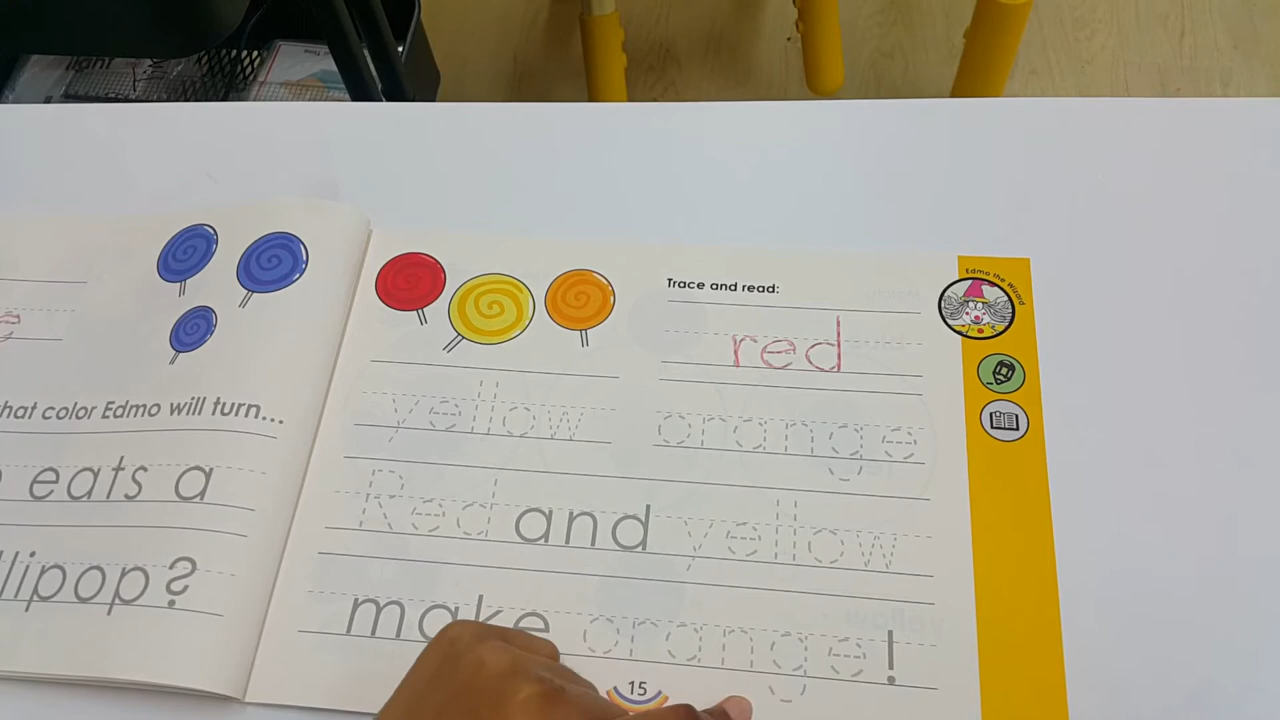 e
what color Edmo will turn...
eats a
llipop?
Trace and read:
Edmo the Wizard
red
yellow orange
Red and yellow
make orange!
15